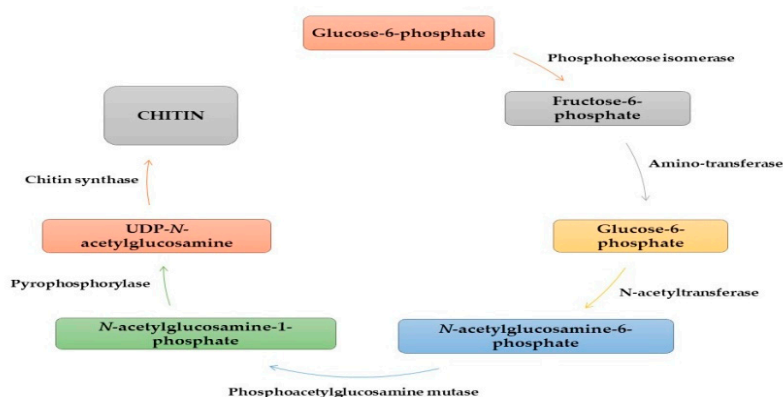 Glucose-6-phosphate
Phosphohexose isomerase
Fructose-6-
phosphate
Amino-transferase
Glucose-6-
phosphate
N-acetyltransferase
N-acetylglucosamine-6-
phosphate
Phosphoacetylglucosamine mutase
N-acetylglucosamine-1-
phosphate
Pyrophosphorylase
UDP-N-
acetylglucosamine
Chitin synthase
CHITIN